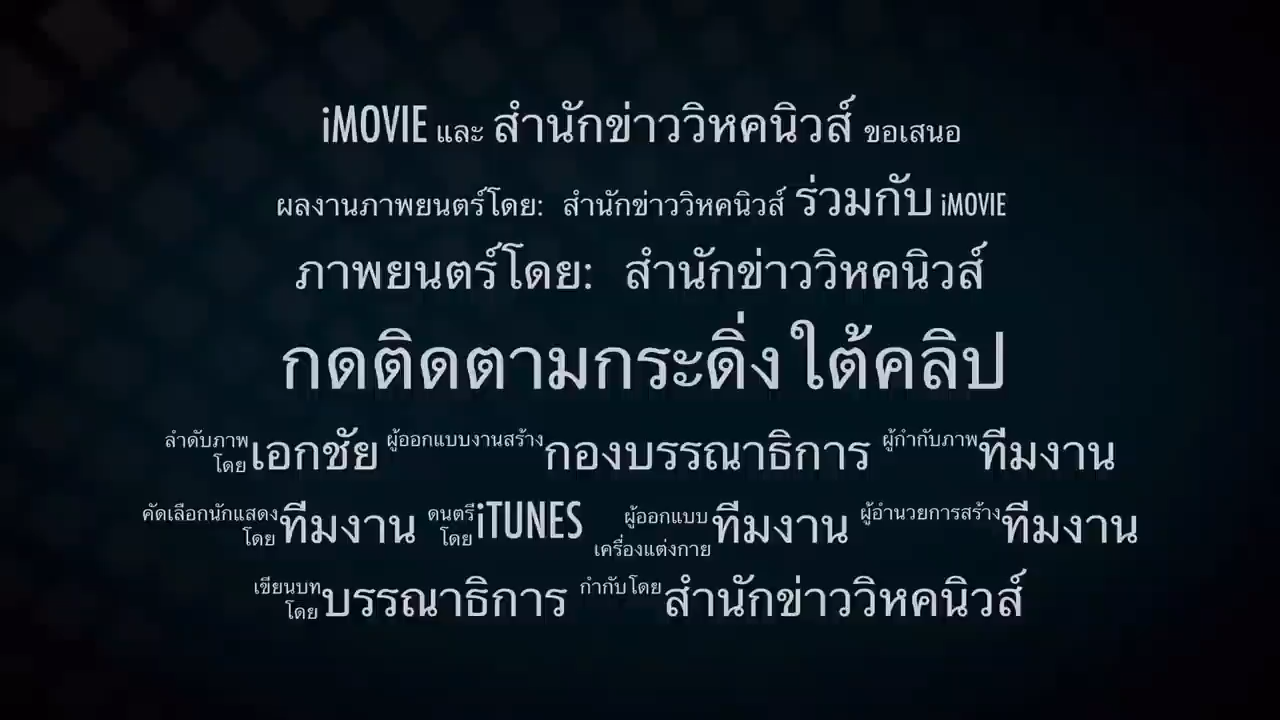 iMOVIE และ สำนักข่าววิหคนิวส์ ขอเสนอ
ผลงานภาพยนตร์โดย: สำนักข่าววิหคนิวส์ ร่วมกับ iMOVIE
ภาพยนตร์โดย: สำนักข่าววิหคนิวส์
กดติดตามกระดิ่ง ใต้คลิป
ลำดับภาพโดย เอกชัย ผู้ออกแบบงานสร้าง กองบรรณาธิการ ผู้กำกับภาพ ทีมงาน
คัดเลือกนักแสดงโดย ทีมงาน ดนตรีโดย iTUNES ผู้ออกแบบเครื่องแต่งกาย ทีมงาน ผู้อำนวยการสร้าง ทีมงาน
เขียนบทโดย บรรณาธิการ กำกับโดย สำนักข่าววิหคนิวส์